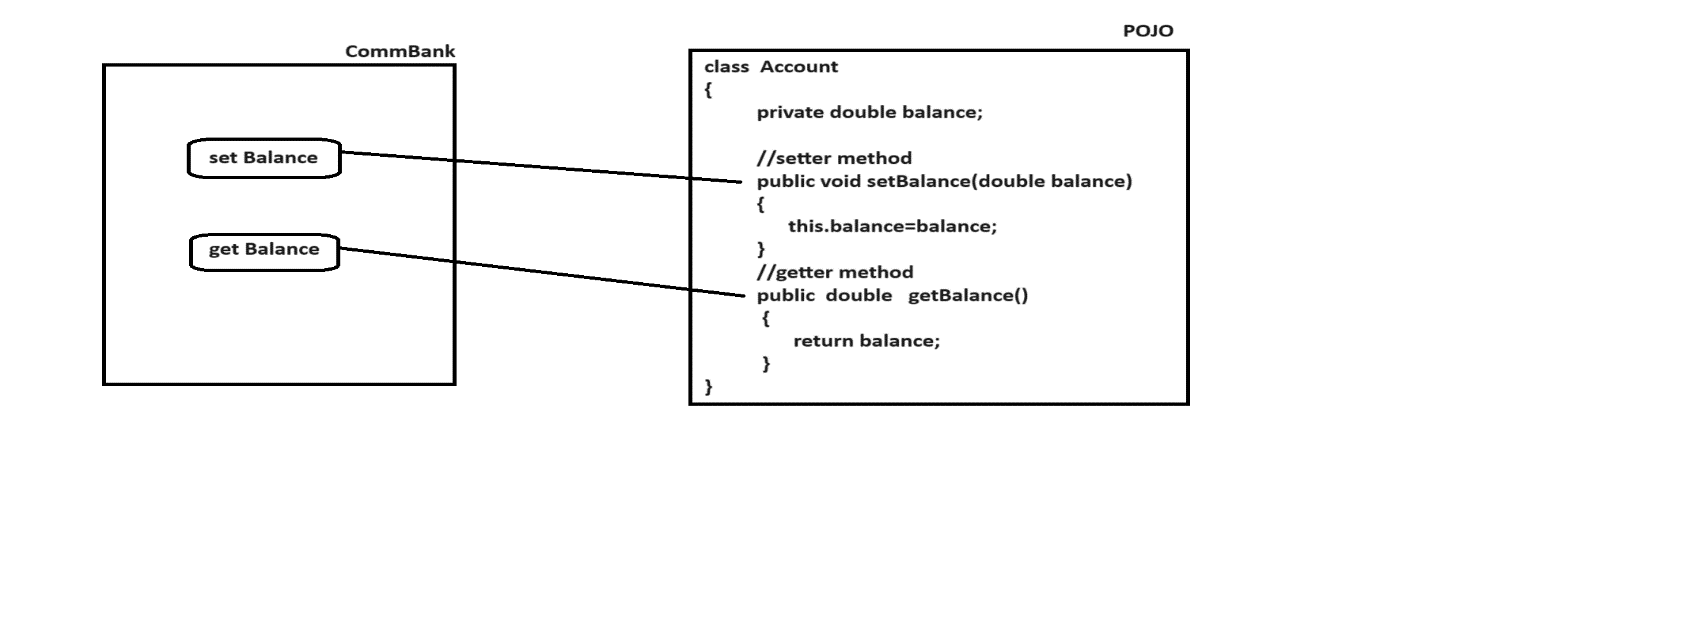 CommBank
set Balance
get Balance
POJO
class  Account
{
private double balance;
//setter method
public void setBalance(double balance)
{
this.balance=balance;
}
//getter method
public  double   getBalance()
{
return balance;
}
}